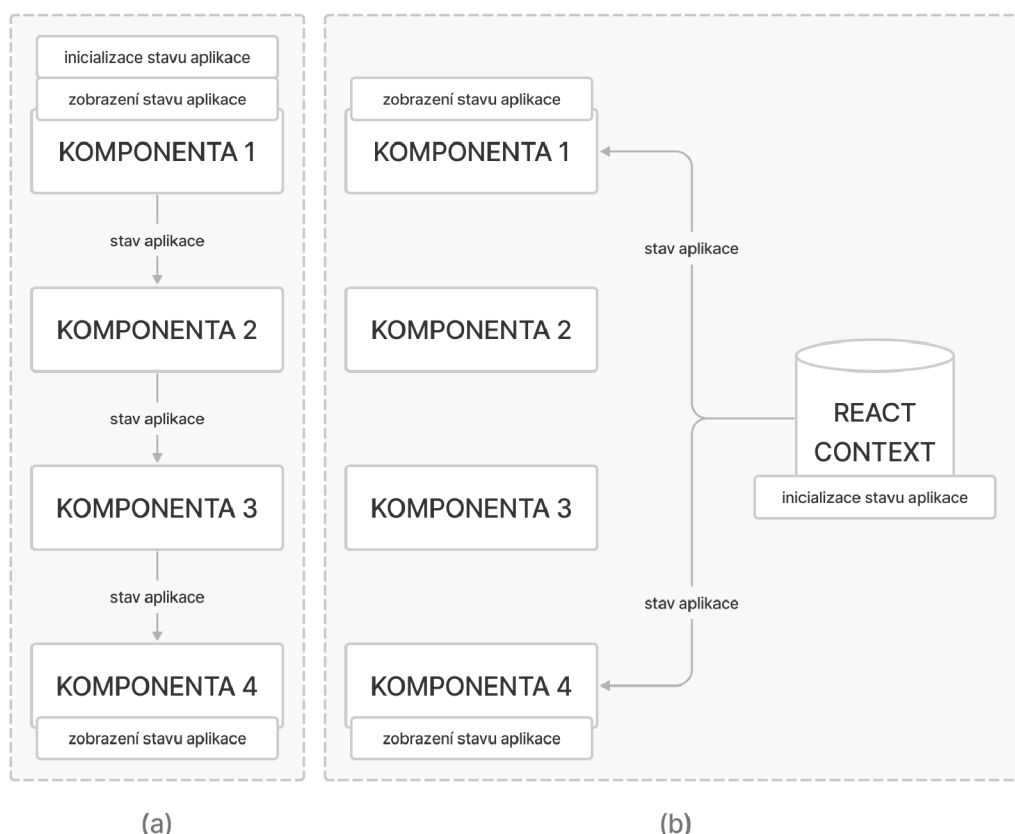 inicializace stavu aplikace
zobrazení stavu aplikace
KOMPONENTA 1
stav aplikace
KOMPONENTA 2
stav aplikace
KOMPONENTA 3
stav aplikace
KOMPONENTA 4
zobrazení stavu aplikace
(a)
zobrazení stavu aplikace
KOMPONENTA 1
stav aplikace
KOMPONENTA 2
REACT
CONTEXT
inicializace stavu aplikace
KOMPONENTA 3
stav aplikace
KOMPONENTA 4
zobrazení stavu aplikace
(b)